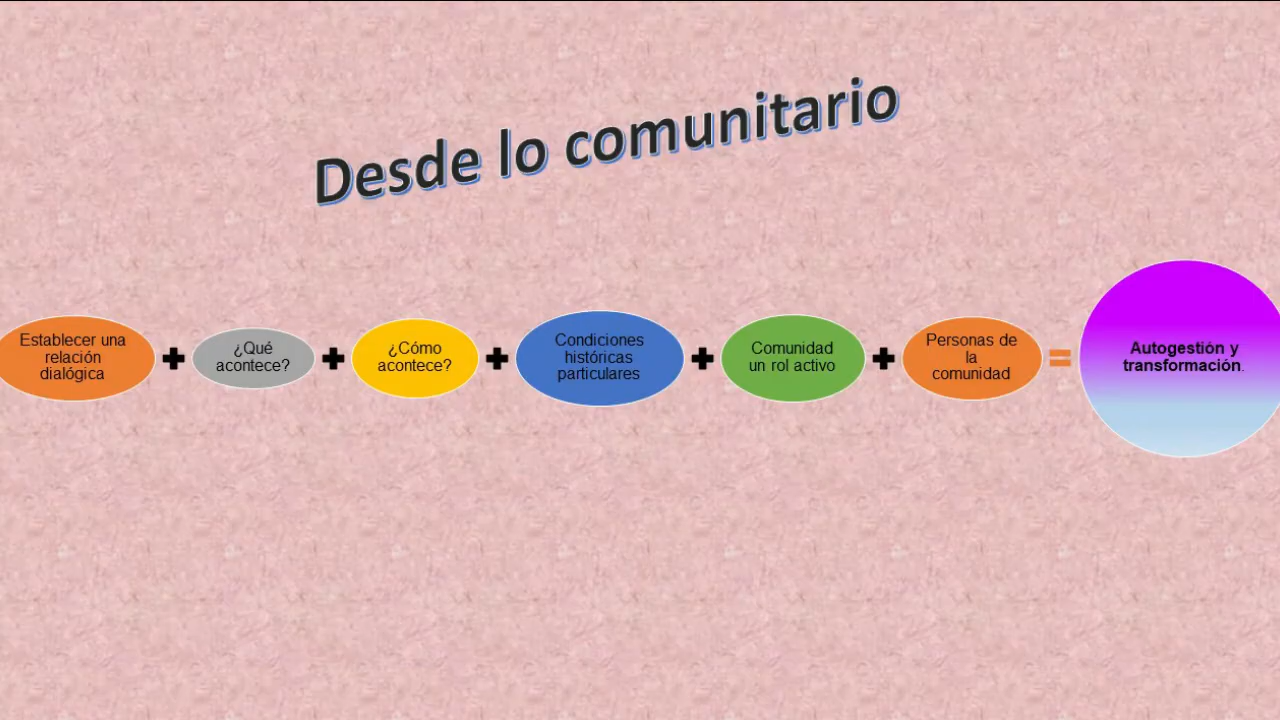 Desde lo comunitario
Establecer una
relación
dialógica
¿Qué
acontece?
¿Cómo
acontece?
Condiciones
históricas
particulares
Comunidad
un rol activo
Personas de
la
comunidad
Autogestión y
transformación.